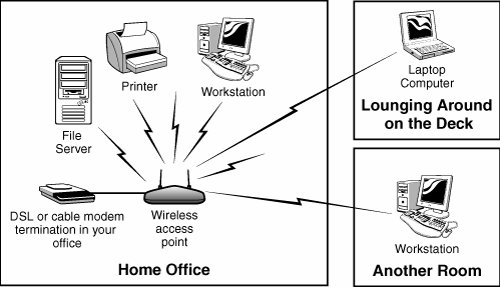 Printer
Workstation
File
Server
DSL or cable modem
termination in your
office
Wireless
access
point
Home Office
Laptop
Computer
Lounging Around
on the Deck
Workstation
Another Room